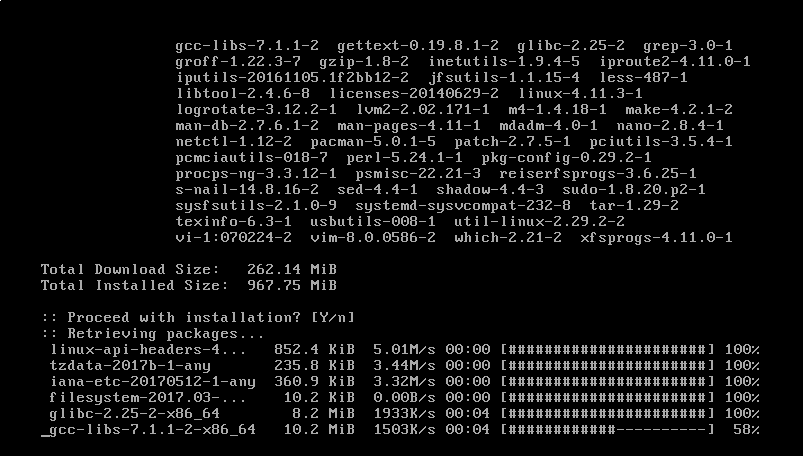 gcc-libs-7.1.1-2  gettext-0.19.8.1-2  glibc-2.25-2  grep-3.0-1
groff-1.22.3-7  gzip-1.8-2  inetutils-1.9.4-5  iproute2-4.11.0-1
iputils-20161105.1f2bb12-2  jfsutils-1.1.15-4  less-487-1
libtool-2.4.6-8  licenses-20140629-2  linux-4.11.3-1
logrotate-3.12.2-1  lvm2-2.02.171-1  m4-1.4.18-1  make-4.2.1-2
man-db-2.7.6.1-2  man-pages-4.11-1  mdadm-4.0-1  nano-2.8.4-1
netctl-1.12-2  pacman-5.0.1-5  patch-2.7.5-1  pciutils-3.5.4-1
pcmciautils-018-7  perl-5.24.1-1  pkg-config-0.29.2-1
procps-ng-3.3.12-1  psmisc-22.21-3  reiserfsprogs-3.6.25-1
s-nail-14.8.16-2  sed-4.4-1  shadow-4.4-3  sudo-1.8.20.p2-1
sysfsutils-2.1.0-9  systemd-sysvcompat-232-8  tar-1.29-2
texinfo-6.3-1  usbutils-008-1  util-linux-2.29.2-2
vi-1:070224-2  vim-8.0.0586-2  which-2.21-2  xfsprogs-4.11.0-1
Total Download Size:   262.14 MiB
Total Installed Size:  967.75 MiB
:: Proceed with installation? [Y/n]
:: Retrieving packages...
linux-api-headers-4...   852.4 KiB  5.01M/s 00:00 [######################] 100%
tzdata-2017b-1-any       235.8 KiB  3.44M/s 00:00 [######################] 100%
iana-etc-20170512-1-any  360.9 KiB  3.32M/s 00:00 [######################] 100%
filesystem-2017.03-...    10.2 KiB  0.00B/s 00:00 [######################] 100%
glibc-2.25-2-x86_64        8.2 MiB  1933K/s 00:04 [######################] 100%
_gcc-libs-7.1.1-2-x86_64   10.2 MiB  1503K/s 00:04 [############----------]  58%